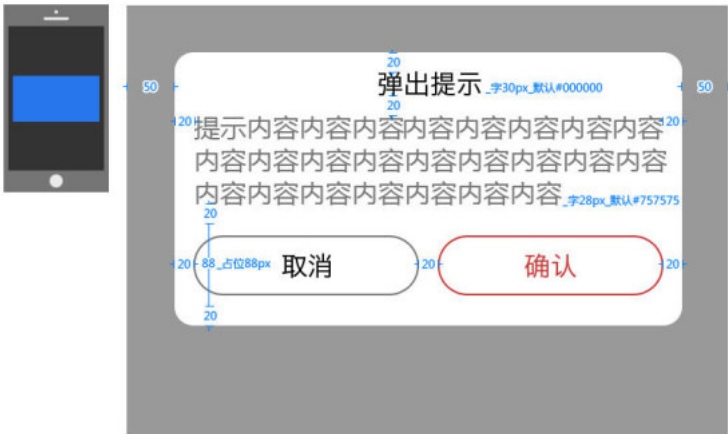 20
弹出提示_字30px_默认#000000
50
50
20
20
提示内容内容内容内容内容内容内容内容
20
内容内容内容内容内容内容内容内容内容
内容内容内容内容内容内容内容_字28px_默认#757575
20
20
88_占位88px
取消
20
确认
20
20